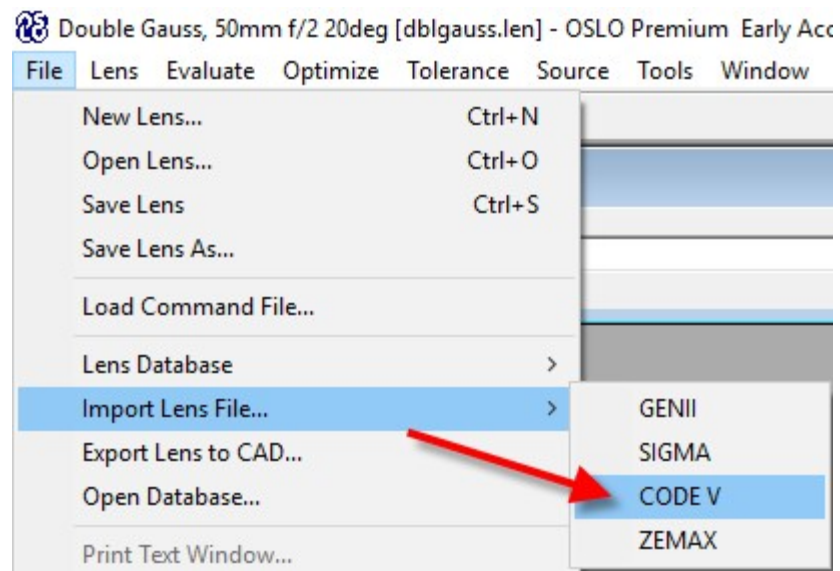 Double Gauss, 50mm f/2 20deg [dblgauss.len] - OSLO Premium Early Acc
File Lens Evaluate Optimize Tolerance Source Tools Window
New Lens... Ctrl+N
Open Lens... Ctrl+O
Save Lens Ctrl+S
Save Lens As...
Load Command File...
Lens Database >
Import Lens File... >
GENII
Export Lens to CAD...
SIGMA
Open Database...
CODE V
Print Text Window...
ZEMAX